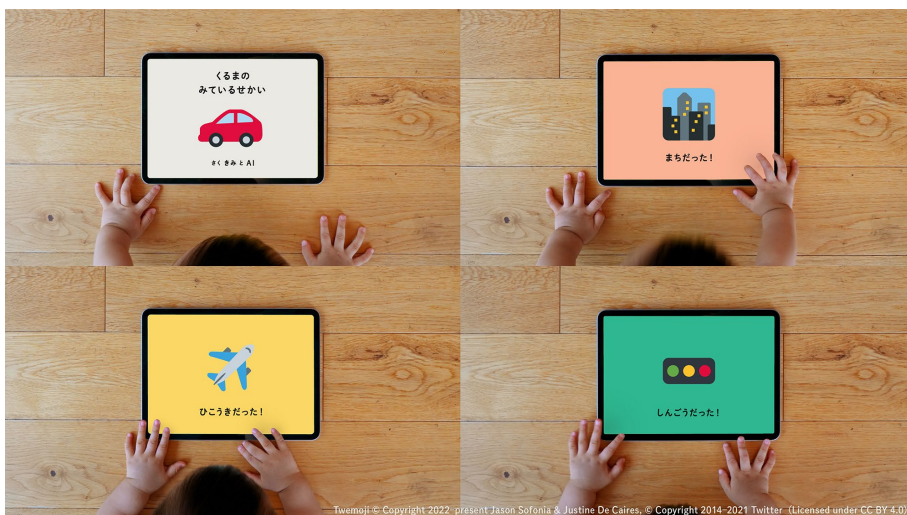 くるまの
みているせかい
さく きみ と AI
まちだった！
ひこうきだった！
しんごうだった！
Twemoji © Copyright 2022–present Jason Sofonia & Justine De Caires. © Copyright 2014–2021 Twitter (Licensed under CC BY 4.0)